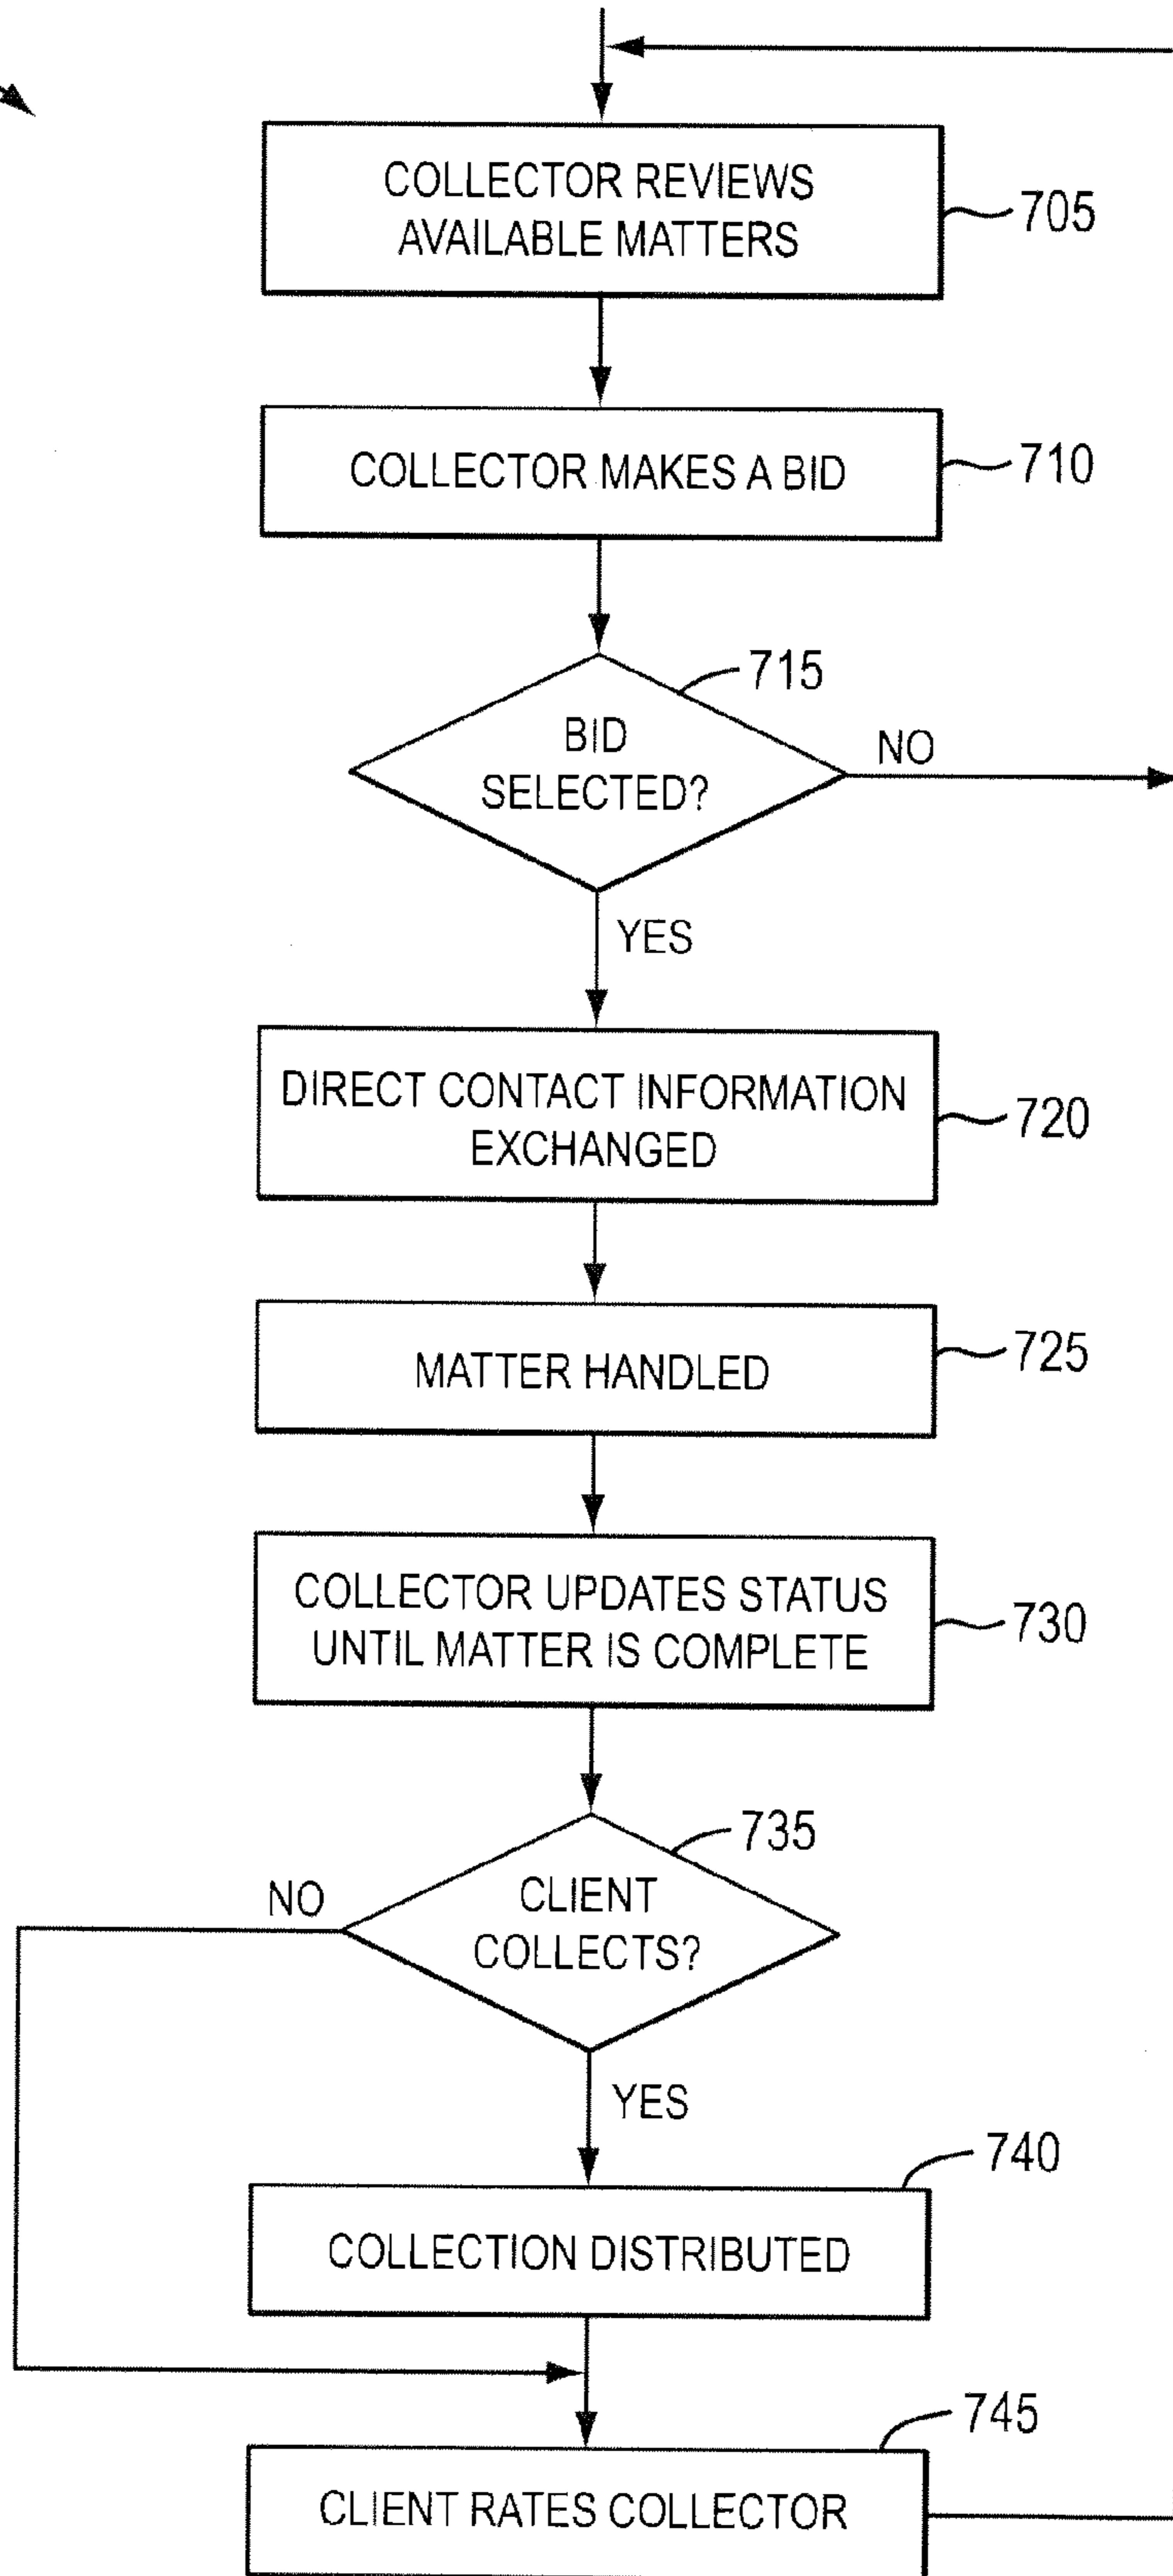 COLLECTOR REVIEWS
AVAILABLE MATTERS
705
COLLECTOR MAKES A BID
710
715
BID
SELECTED?
NO
YES
DIRECT CONTACT INFORMATION
EXCHANGED
720
MATTER HANDLED
725
COLLECTOR UPDATES STATUS
UNTIL MATTER IS COMPLETE
730
735
CLIENT
COLLECTS?
NO
YES
740
COLLECTION DISTRIBUTED
745
CLIENT RATES COLLECTOR